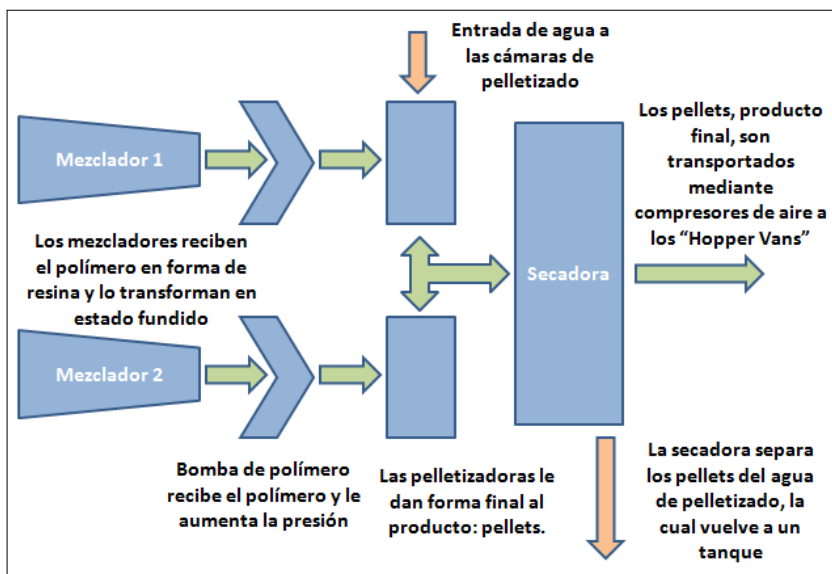 Entrada de agua a
las cámaras de
pelletizado
Mezclador 1
Los pellets, producto
final, son
transportados
mediante
compresores de aire a
los “Hopper Vans”
Los mezcladores reciben
el polímero en forma de
resina y lo transforman en
estado fundido
Secadora
Mezclador 2
Bomba de polímero
recibe el polímero y le
aumenta la presión
Las pelletizadoras le
dan forma final al
producto: pellets.
La secadora separa
los pellets del agua
de pelletizado, la
cual vuelve a un
tanque